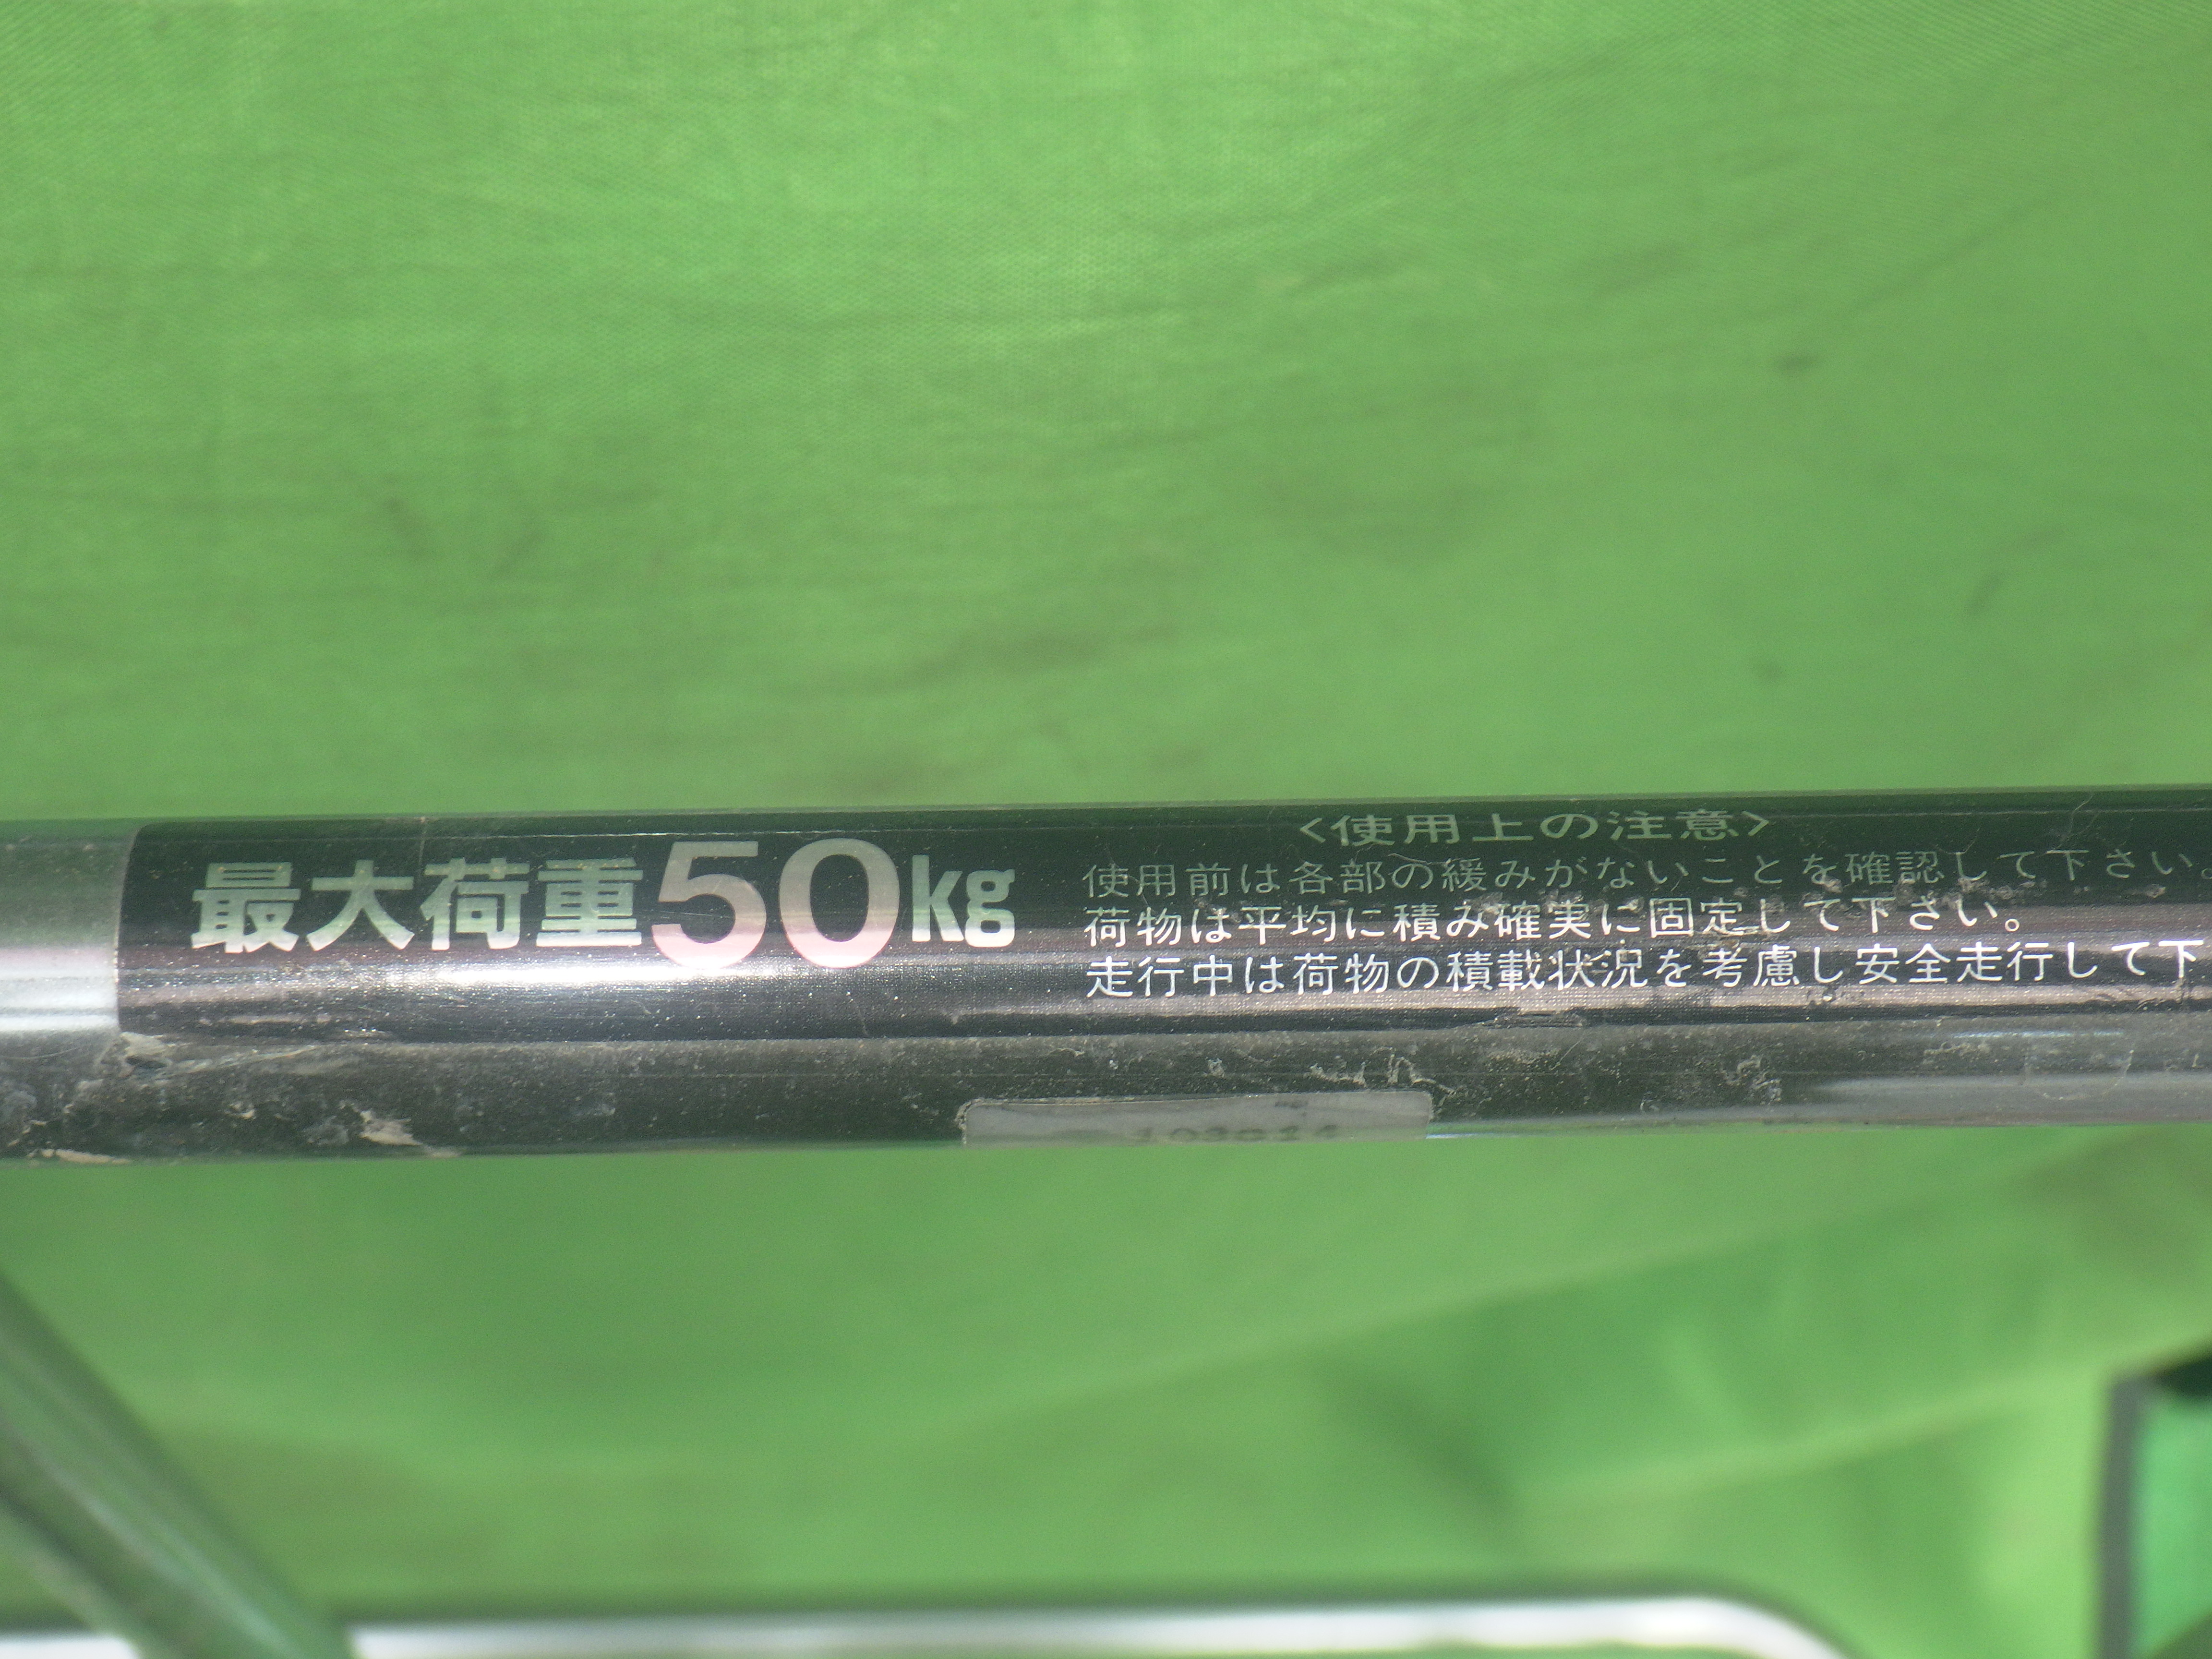 最大荷重50kg
<使用上の注意>
使用前は各部の緩みがないことを確認して下さい。
荷物は平均に積み確実に固定して下さい。
走行中は荷物の積載状況を考慮し安全走行して下